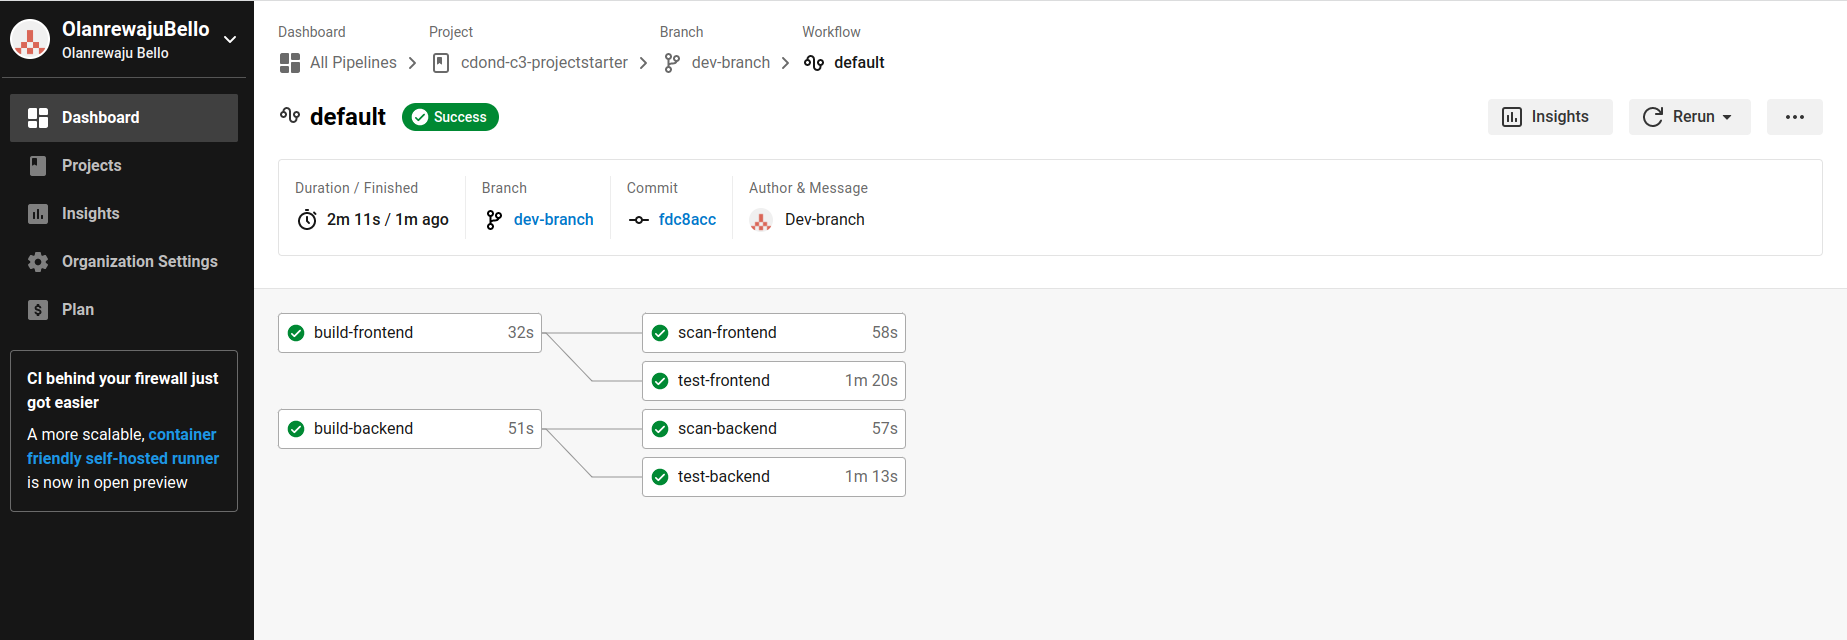 OlanrewajuBello
Olanrewaju Bello
Dashboard
Projects
Insights
Organization Settings
Plan
CI behind your firewall just
got easier
A more scalable, container
friendly self-hosted runner
is now in open preview
Dashboard Project Branch Workflow
All Pipelines cdond-c3-projectstarter dev-branch default
default Success Insights Rerun
Duration / Finished Branch Commit Author & Message
2m 11s / 1m ago dev-branch fdc8acc Dev-branch
build-frontend 32s scan-frontend 58s
test-frontend 1m 20s
build-backend 51s scan-backend 57s
test-backend 1m 13s